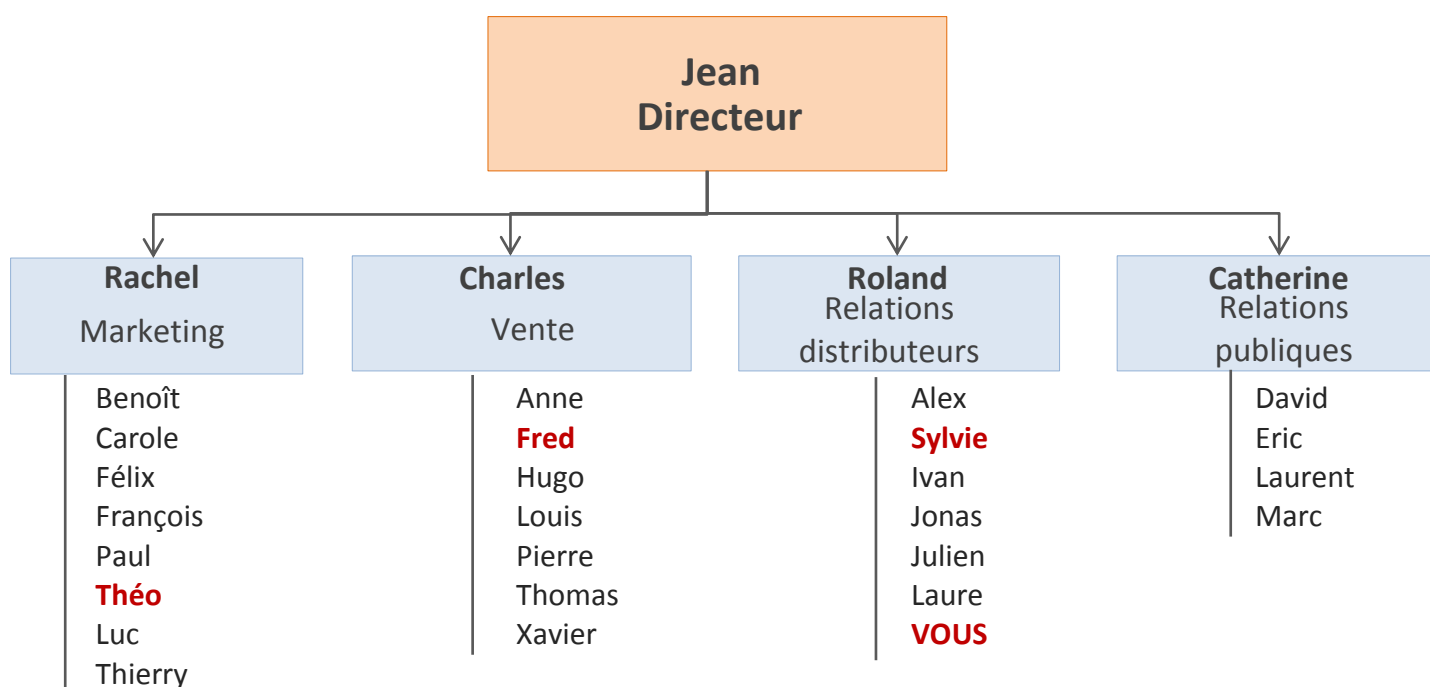 Jean
Directeur
Rachel
Marketing
Benoît
Carole
Félix
François
Paul
Théo
Luc
Thierry
Charles
Vente
Anne
Fred
Hugo
Louis
Pierre
Thomas
Xavier
Roland
Relations
distributeurs
Alex
Sylvie
Ivan
Jonas
Julien
Laure
VOUS
Catherine
Relations
publiques
David
Eric
Laurent
Marc